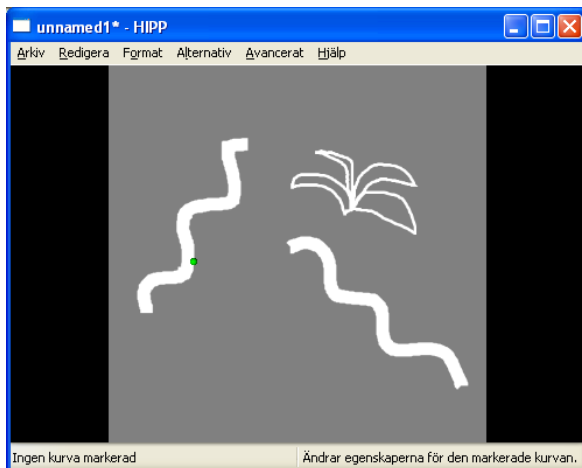 unnamed1* - HIPP
Arkiv Redigera Format Alternativ Avancerat Hjälp
Ingen kurva markerad Ändrar egenskaperna för den markerade kurvan.